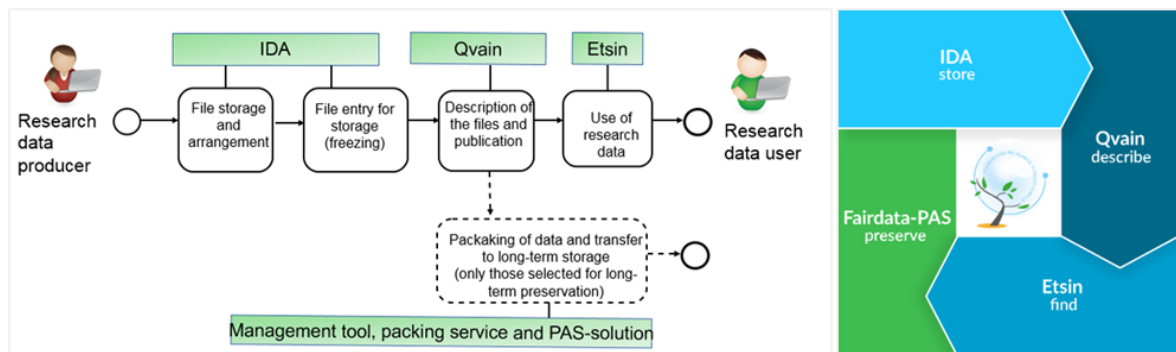 IDA
Qvain
Etsin
Research
data
producer
File storage
and
arrangement
File entry for
storage
(freezing)
Description of
the files and
publication
Use of
research
data
Research
data user
Packaking of data and transfer
to long-term storage
(only those selected for long-
term preservation)
Management tool, packing service and PAS-solution
IDA
store
Qvain
describe
Fairdata-PAS
preserve
Etsin
find